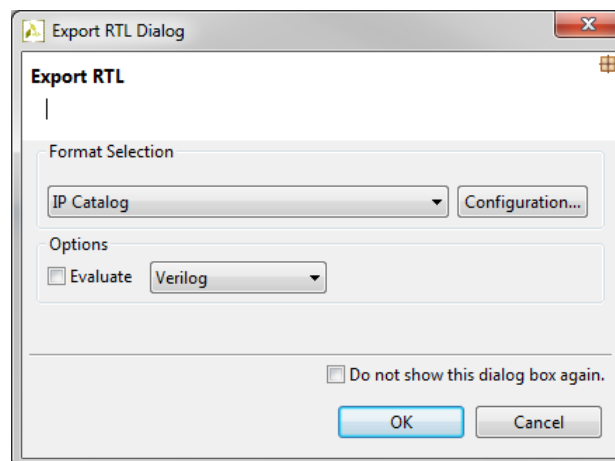 Export RTL Dialog
Export RTL
Format Selection
IP Catalog
Configuration...
Options
Evaluate
Verilog
Do not show this dialog box again.
OK
Cancel